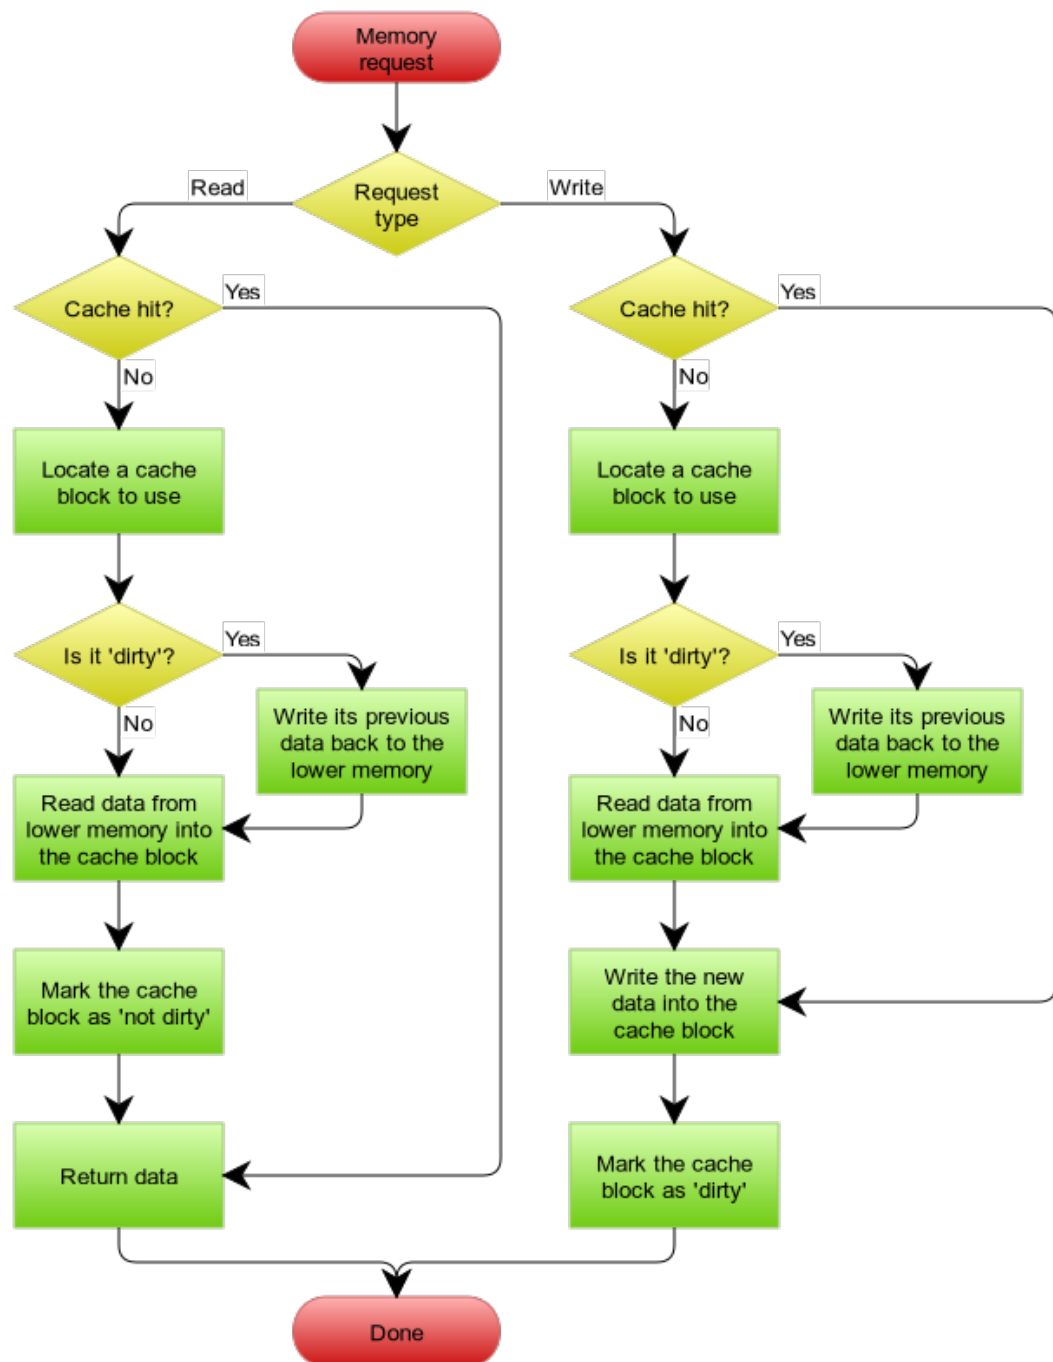 Memory
request
Request
type
Read
Write
Cache hit?
Yes
No
Locate a cache
block to use
Is it 'dirty'?
Yes
No
Write its previous
data back to the
lower memory
Read data from
lower memory into
the cache block
Mark the cache
block as 'not dirty'
Return data
Cache hit?
Yes
No
Locate a cache
block to use
Is it 'dirty'?
Yes
No
Write its previous
data back to the
lower memory
Read data from
lower memory into
the cache block
Write the new
data into the
cache block
Mark the cache
block as 'dirty'
Done